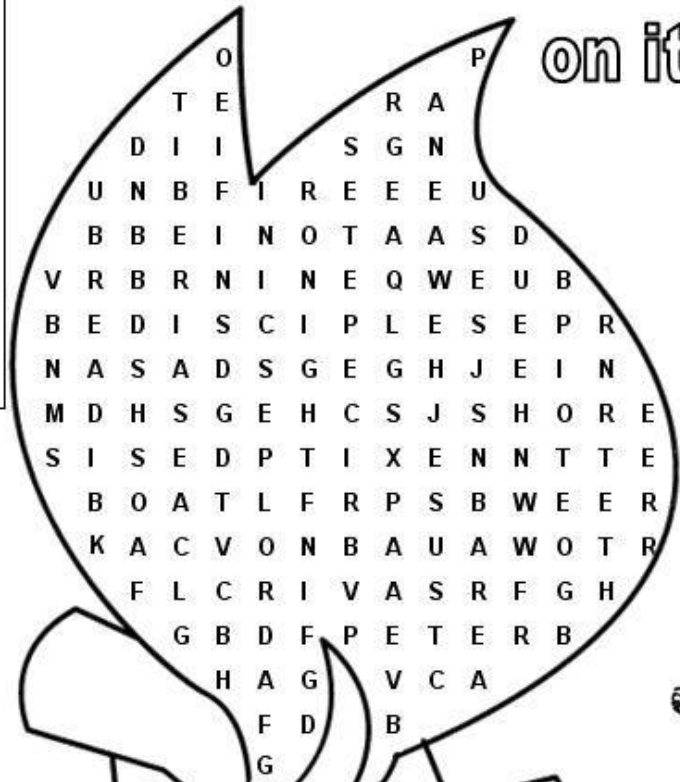 on it
O P
T E R A
D I I S G N
U N B F I R E E E U
B B E I N O T A A S D
V R B R N I N E Q W E U B
B E D I S C I P L E S E P R
N A S A D S G E G H J E I N
M D H S G E H C S J S H O R E
S I S E D P T I X E N N T T E
B O A T L F R P S B W E E R
K A C V O N B A U A W O T R
F L C R I V A S R F G H
G B D F P E T E R B
H A G V C A
F D B
G